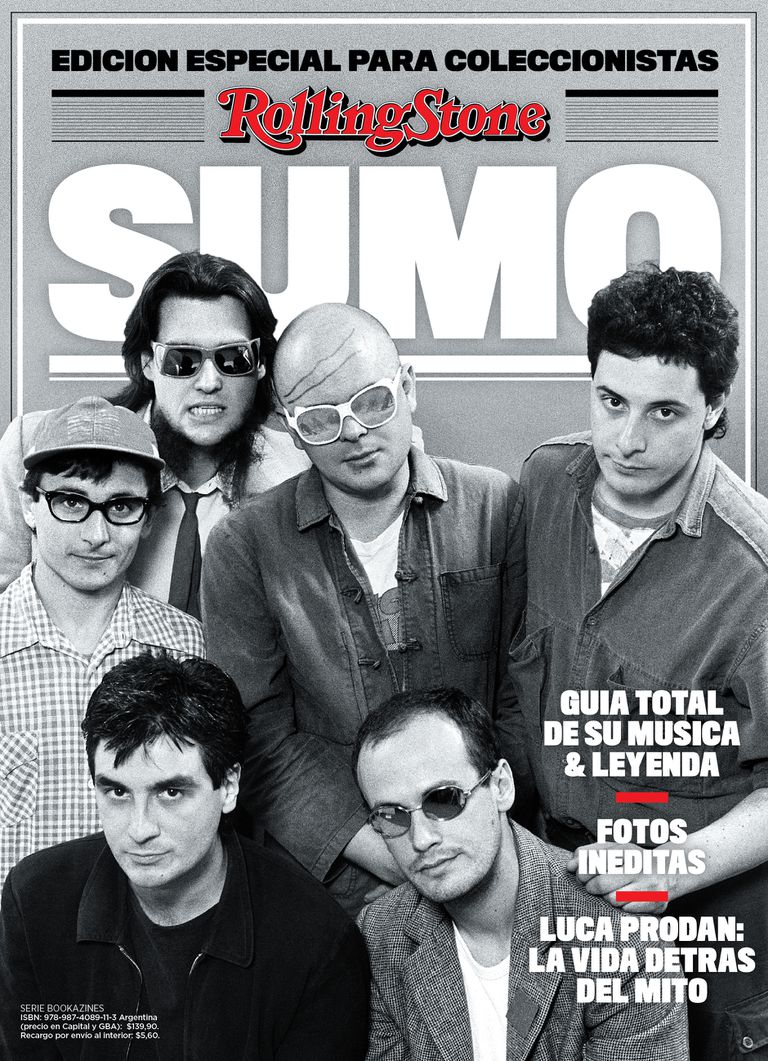 EDICION ESPECIAL PARA COLECCIONISTAS
RollingStone
SUMO
GUIA TOTAL
DE SU MUSICA
& LEYENDA
FOTOS
INEDITAS
LUCA PRODAN:
LA VIDA DETRAS
DEL MITO
SERIE BOOKAZINES
ISBN: 978-987-4089-11-3 Argentina
(precio en Capital y GBA): $139,90.
Recargo por envío al interior: $5,60.